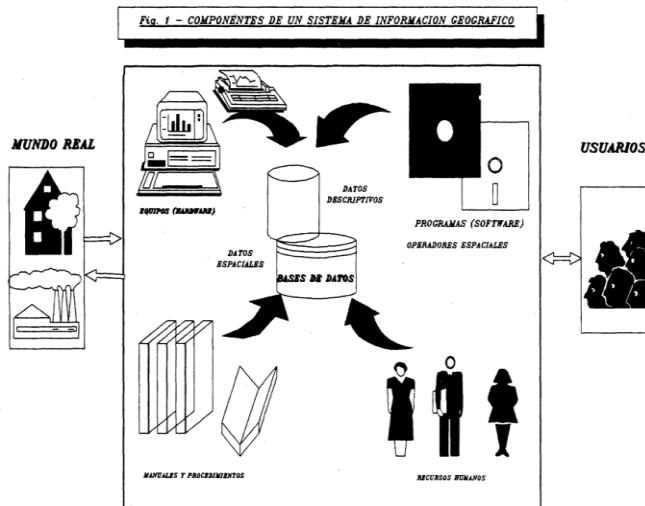 Fig. 1 - COMPONENTES DE UN SISTEMA DE INFORMACION GEOGRAFICO
MUNDO REAL
USUARIOS
EQUIPOS (HARDWARE)
DATOS
DESCRIPTIVOS
PROGRAMAS (SOFTWARE)
OPERADORES ESPACIALES
DATOS
ESPACIALES
BASES DE DATOS
MANUALES Y PROCEDIMIENTOS
RECURSOS HUMANOS